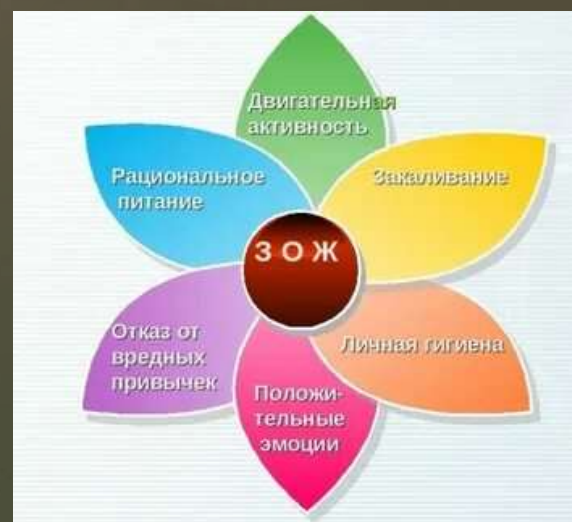 Двигательная
активность
Закаливание
Личная гигиена
Положи-
тельные
эмоции
Отказ от
вредных
привычек
Рациональное
питание
З О Ж